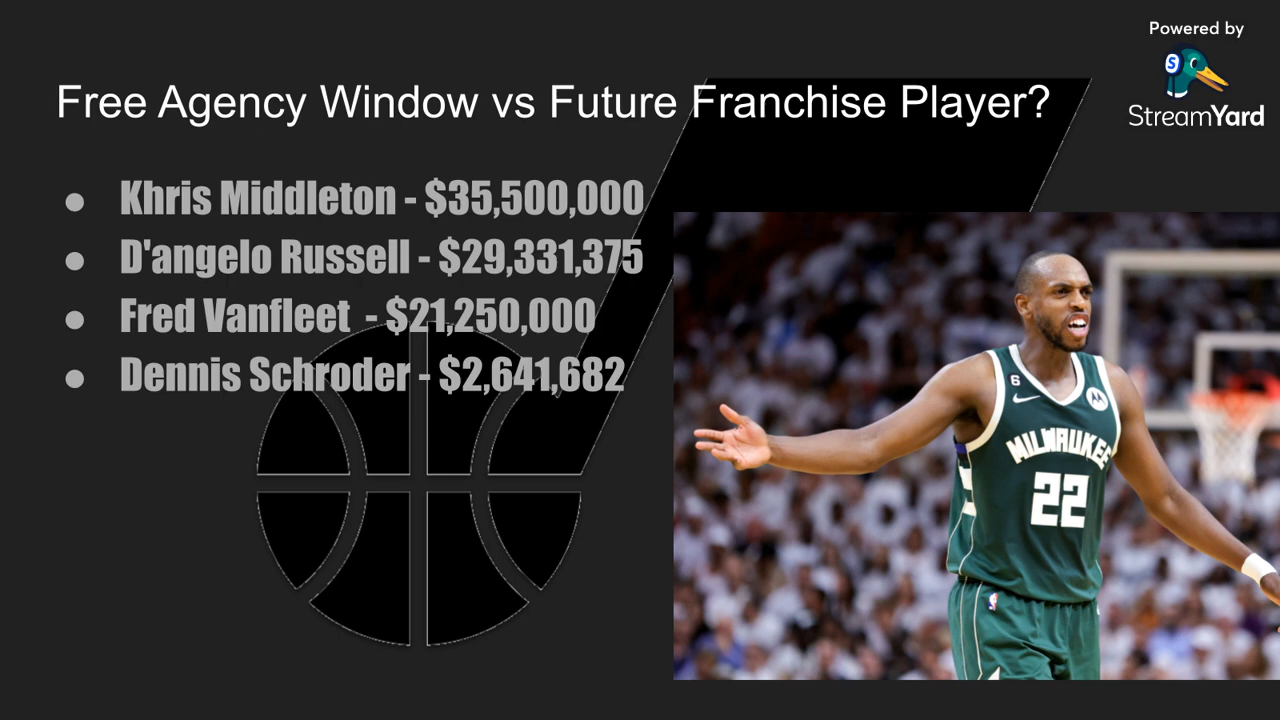 Powered by
StreamYard
Free Agency Window vs Future Franchise Player?
● Khris Middleton - $35,500,000
● D'angelo Russell - $29,331,375
● Fred Vanfleet - $21,250,000
● Dennis Schroder - $2,641,682
6
MILWAUKEE
22